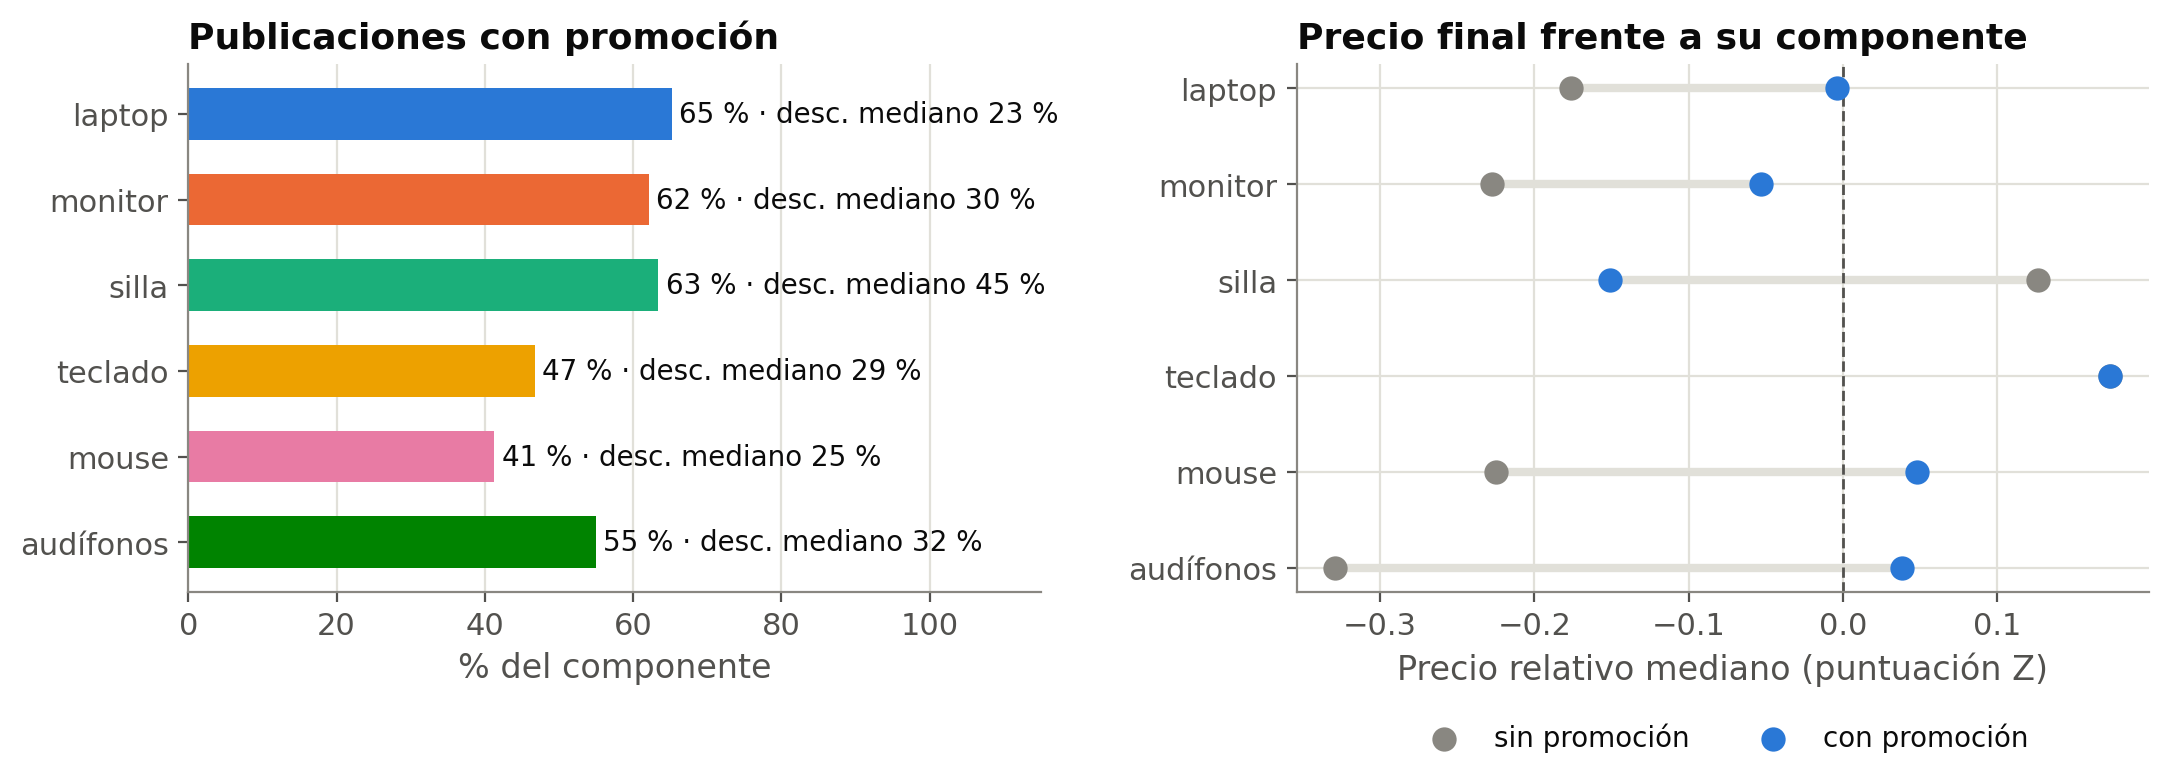 Publicaciones con promoción
laptop
65 % · desc. mediano 23 %
monitor
62 % · desc. mediano 30 %
silla
63 % · desc. mediano 45 %
teclado
47 % · desc. mediano 29 %
mouse
41 % · desc. mediano 25 %
audífonos
55 % · desc. mediano 32 %
0 20 40 60 80 100
% del componente
Precio final frente a su componente
laptop
monitor
silla
teclado
mouse
audífonos
−0.3 −0.2 −0.1 0.0 0.1
Precio relativo mediano (puntuación Z)
sin promoción con promoción